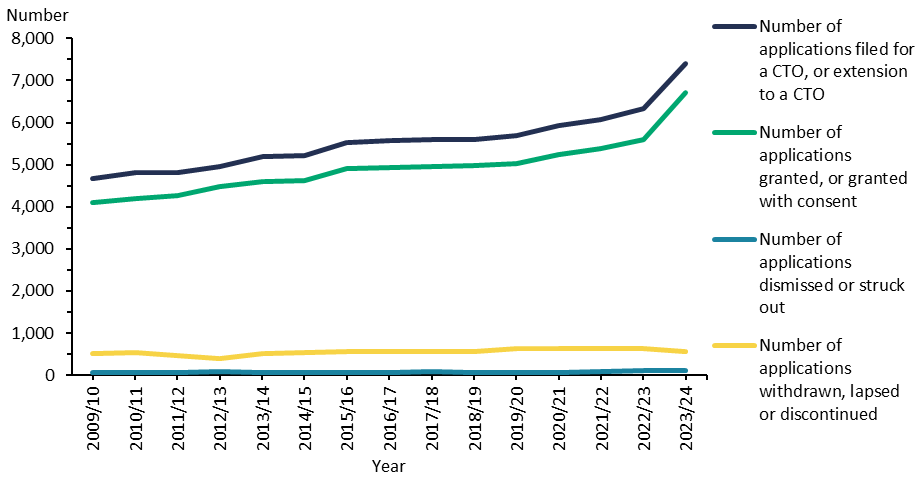 Number
8,000
7,000
6,000
5,000
4,000
3,000
2,000
1,000
0
2009/10
2010/11
2011/12
2012/13
2013/14
2014/15
2015/16
2016/17
2017/18
2018/19
2019/20
2020/21
2021/22
2022/23
2023/24
Year
Number of
applications filed for
a CTO, or extension
to a CTO
Number of
applications
granted, or granted
with consent
Number of
applications
dismissed or struck
out
Number of
applications
withdrawn, lapsed
or discontinued